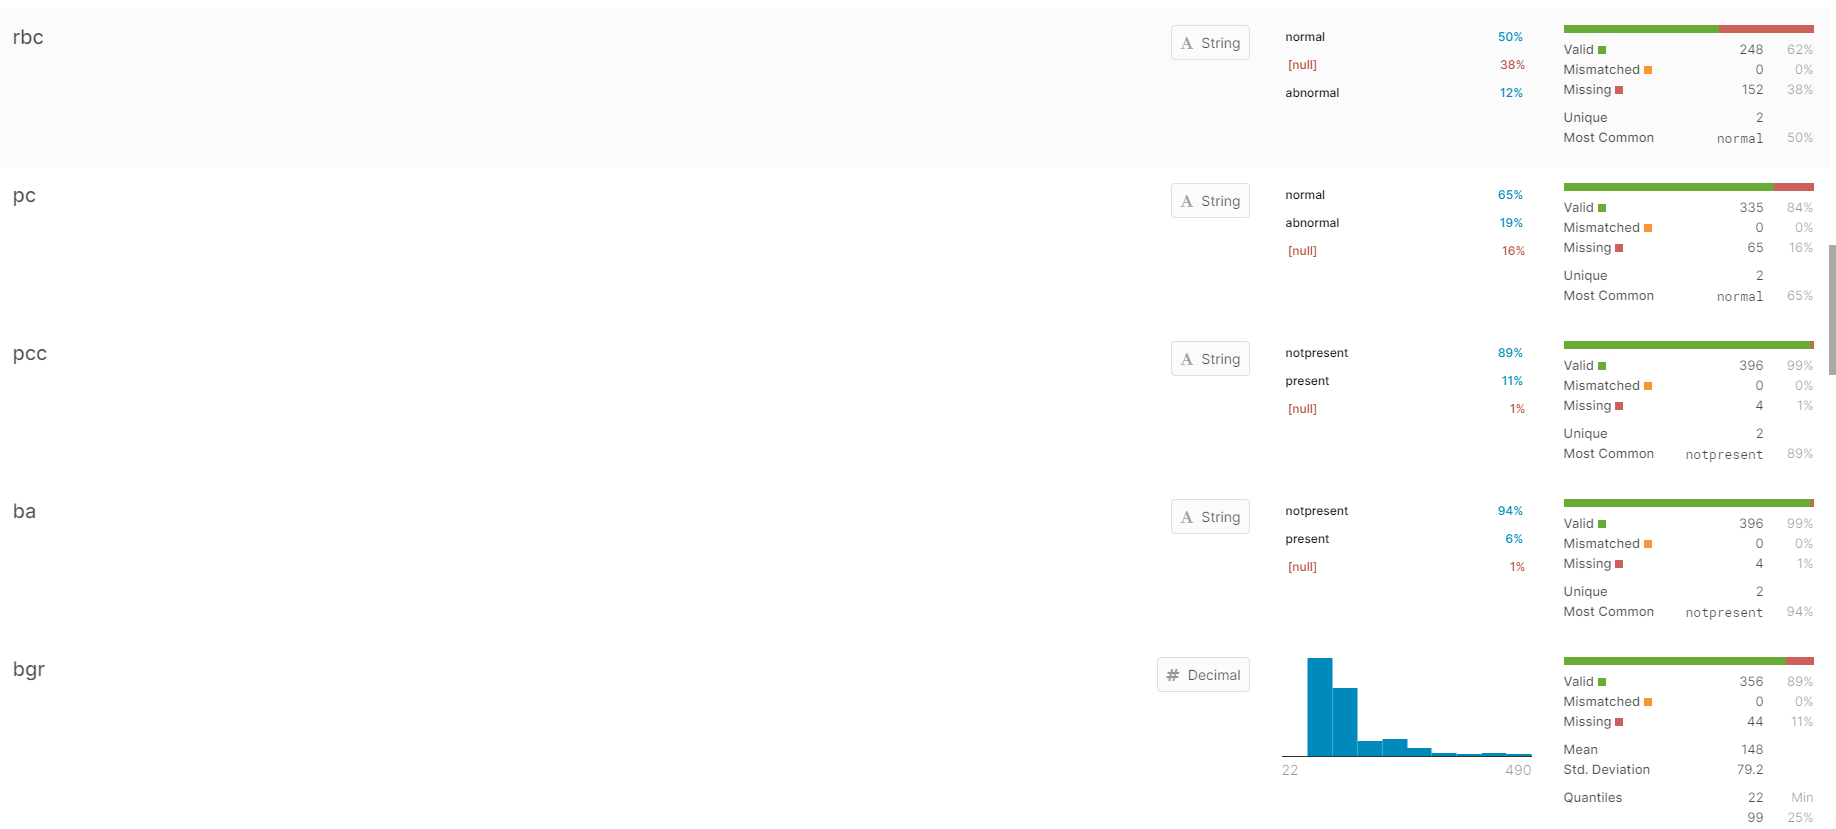 rbc
A String
normal 50%
[null] 38%
abnormal 12%
Valid 248 62%
Mismatched 0 0%
Missing 152 38%
Unique 2
Most Common normal 50%
pc
A String
normal 65%
abnormal 19%
[null] 16%
Valid 335 84%
Mismatched 0 0%
Missing 65 16%
Unique 2
Most Common normal 65%
pcc
A String
notpresent 89%
present 11%
[null] 1%
Valid 396 99%
Mismatched 0 0%
Missing 4 1%
Unique 2
Most Common notpresent 89%
ba
A String
notpresent 94%
present 6%
[null] 1%
Valid 396 99%
Mismatched 0 0%
Missing 4 1%
Unique 2
Most Common notpresent 94%
bgr
# Decimal
22 490
Valid 356 89%
Mismatched 0 0%
Missing 44 11%
Mean 148
Std. Deviation 79.2
Quantiles 22 Min
99 25%